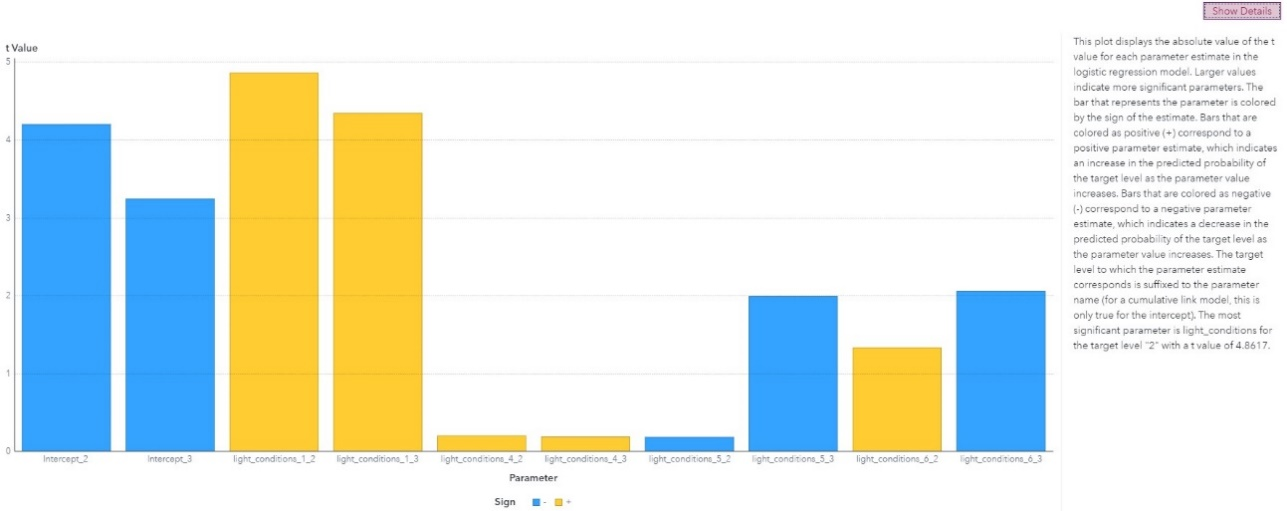 Show Details
t Value
5
4
3
2
1
0
Intercept_2
Intercept_3
light_conditions_1_2
light_conditions_1_3
light_conditions_4_2
light_conditions_4_3
light_conditions_5_2
light_conditions_5_3
light_conditions_6_2
light_conditions_6_3
Parameter
Sign - +
This plot displays the absolute value of the t
value for each parameter estimate in the
logistic regression model. Larger values
indicate more significant parameters. The
bar that represents the parameter is colored
by the sign of the estimate. Bars that are
colored as positive (+) correspond to a
positive parameter estimate, which indicates
an increase in the predicted probability of
the target level as the parameter value
increases. Bars that are colored as negative
(-) correspond to a negative parameter
estimate, which indicates a decrease in the
predicted probability of the target level as
the parameter value increases. The target
level to which the parameter estimate
corresponds is suffixed to the parameter
name (for a cumulative link model, this is
only true for the intercept). The most
significant parameter is light_conditions for
the target level "2" with a t value of 4.8617.